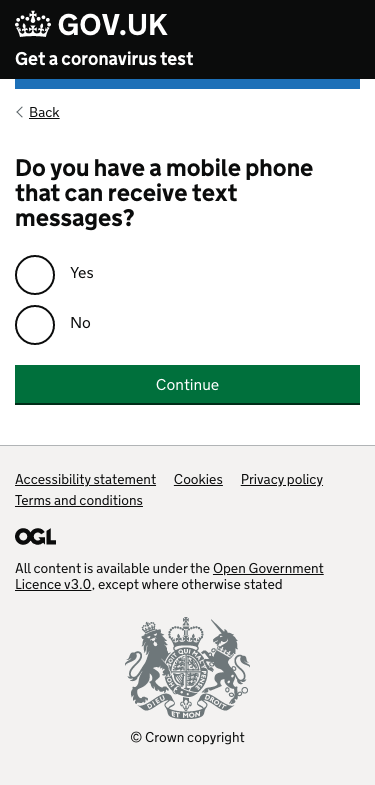 GOV.UK
Get a coronavirus test
Back
Do you have a mobile phone
that can receive text
messages?
Yes
No
Continue
Accessibility statement Cookies Privacy policy
Terms and conditions
OGL
All content is available under the Open Government
Licence v3.0, except where otherwise stated
DIEU ET MON DROIT
© Crown copyright